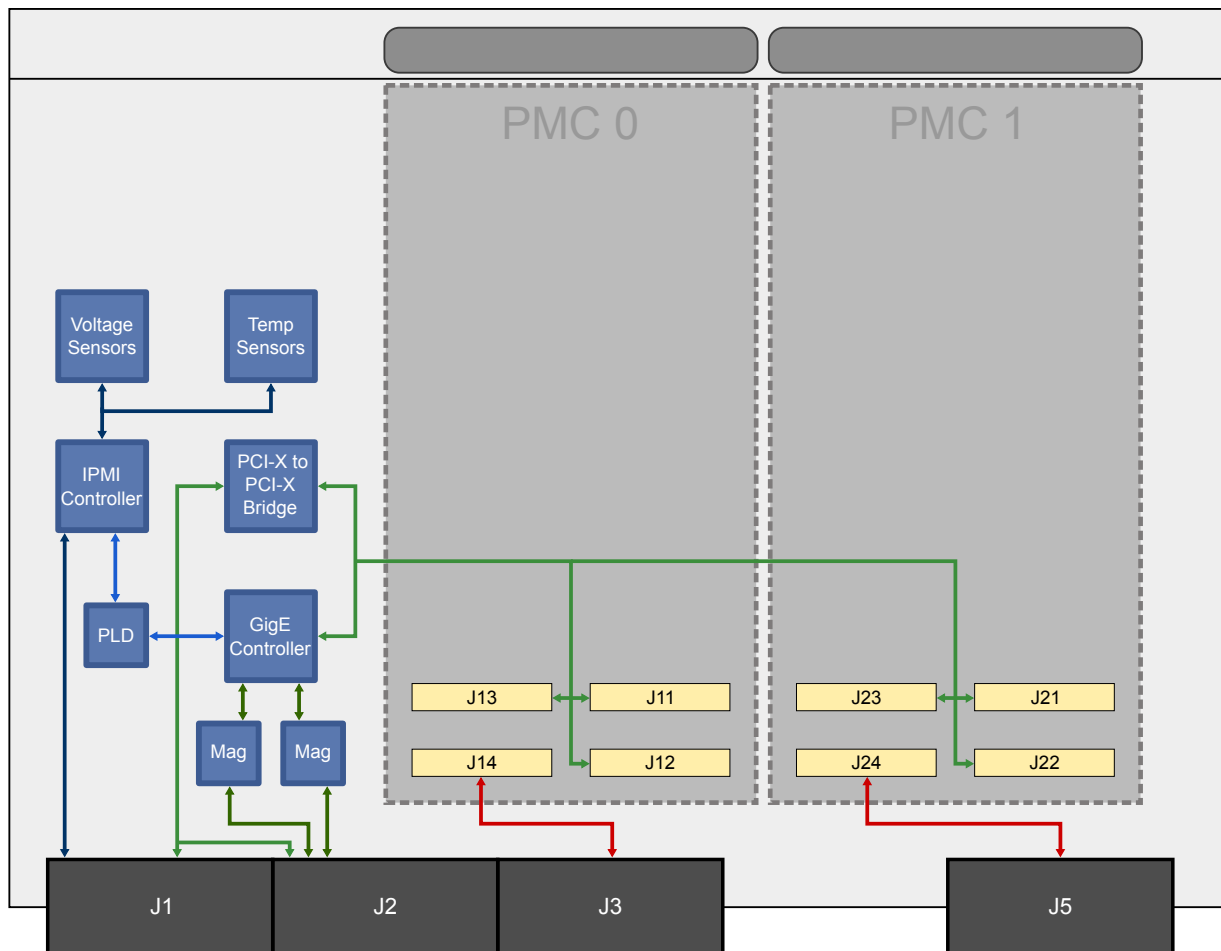 PMC 0
PMC 1
Voltage
Sensors
Temp
Sensors
IPMI
Controller
PCI-X to
PCI-X
Bridge
PLD
GigE
Controller
Mag
Mag
J13
J11
J14
J12
J23
J21
J24
J22
J1
J2
J3
J5